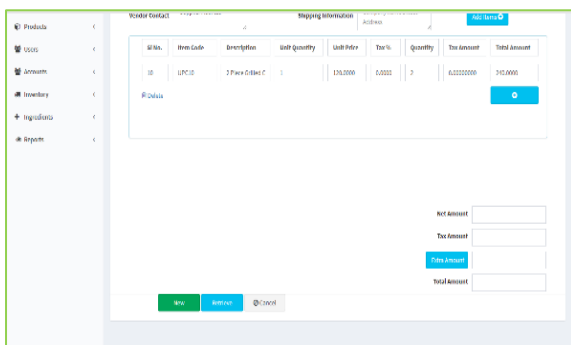 Vendor Contact
Shipping Information
Address
Add Items
Products
Users
Accounts
Inventory
Ingredients
Reports
M No. Item Code Description Unit Quantity Unit Price Tax % Quantity Tax Amount Total Amount
10 UPC10 2 Piece Grilled C 1 120.0000 0.0000 2 0.00000000 240.0000
Delete
Net Amount
Tax Amount
Extra Amount
Total Amount
New Retrieve Cancel